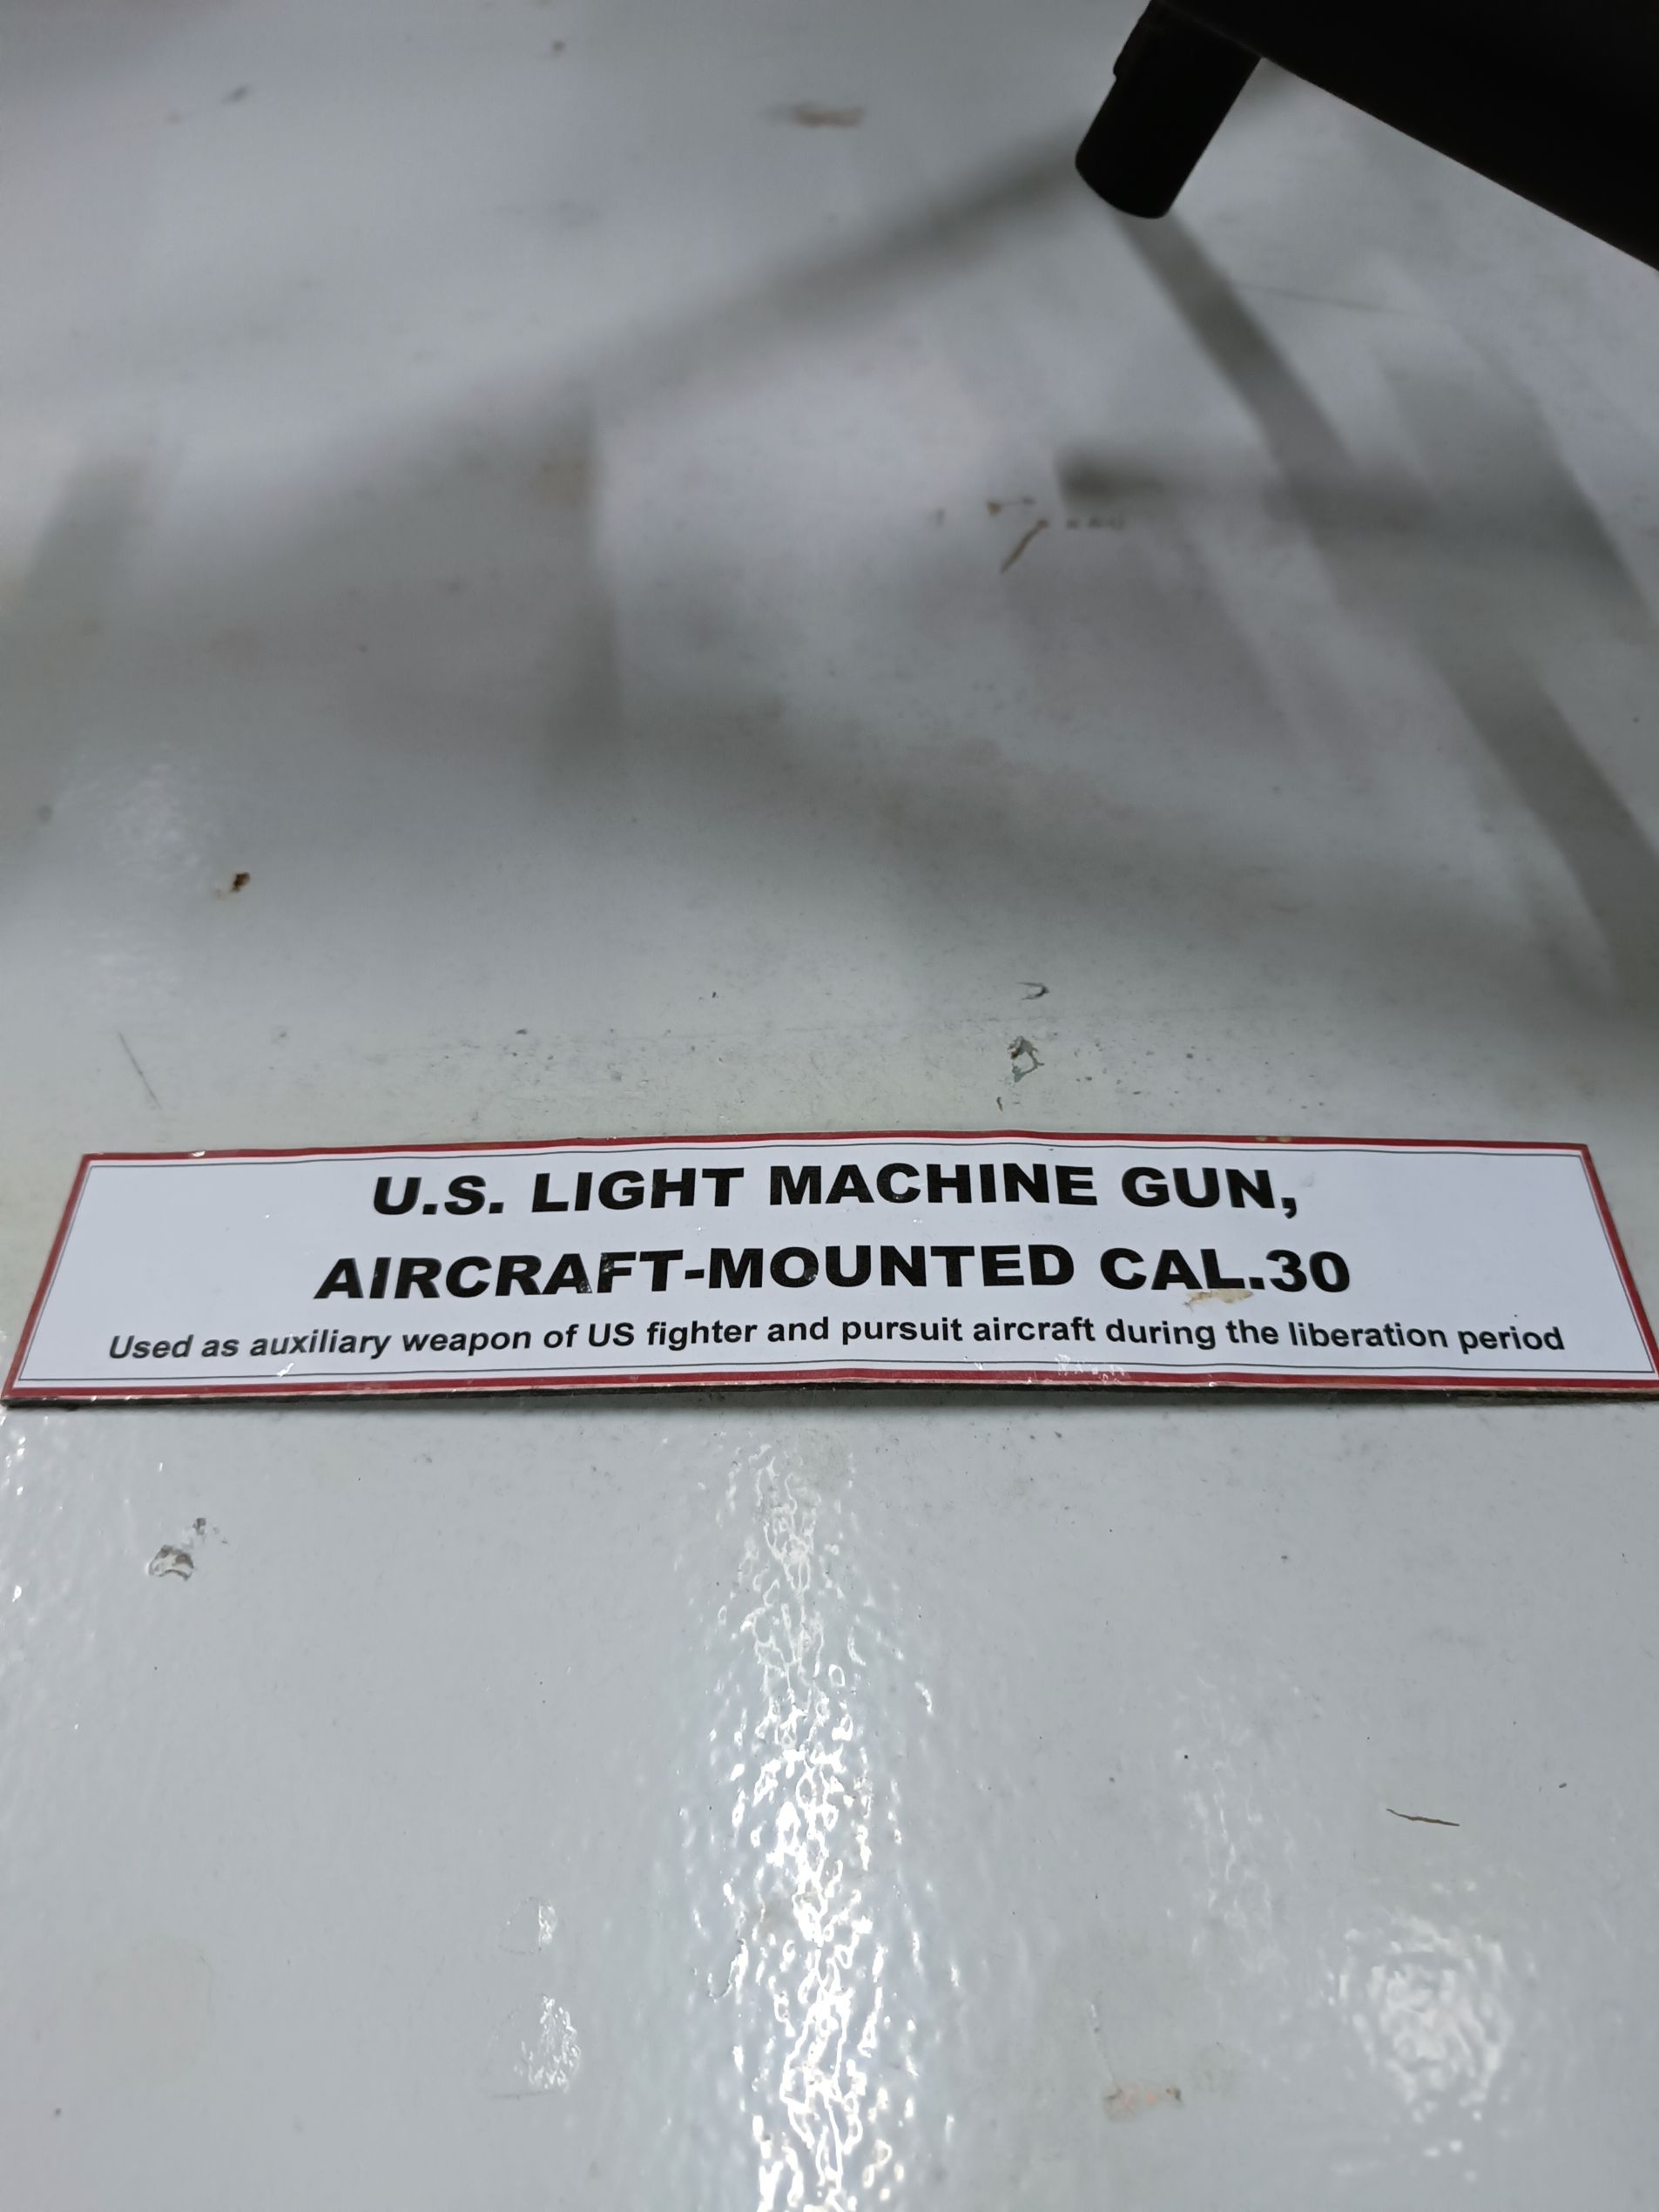 U.S. LIGHT MACHINE GUN,
AIRCRAFT-MOUNTED CAL.30
Used as auxiliary weapon of US fighter and pursuit aircraft during the liberation period